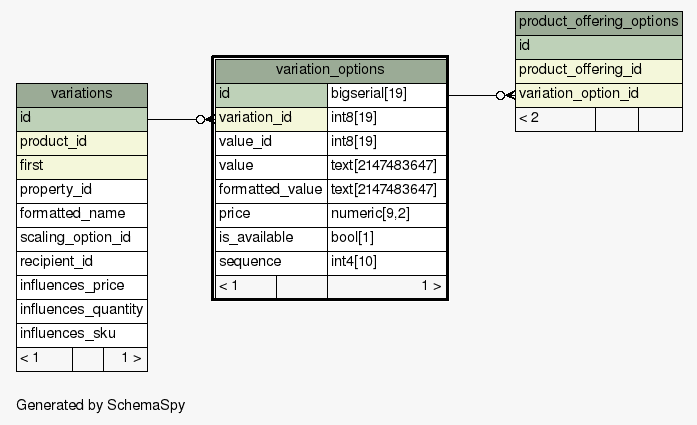 variations
id
product_id
first
property_id
formatted_name
scaling_option_id
recipient_id
influences_price
influences_quantity
influences_sku
< 1 1 >
variation_options
id bigserial[19]
variation_id int8[19]
value_id int8[19]
value text[2147483647]
formatted_value text[2147483647]
price numeric[9,2]
is_available bool[1]
sequence int4[10]
< 1 1 >
product_offering_options
id
product_offering_id
variation_option_id
< 2
Generated by SchemaSpy